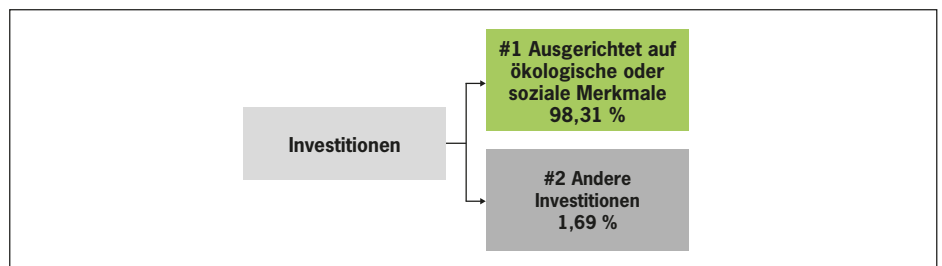 Investitionen
#1 Ausgerichtet auf
ökologische oder
soziale Merkmale
98,31 %
#2 Andere
Investitionen
1,69 %